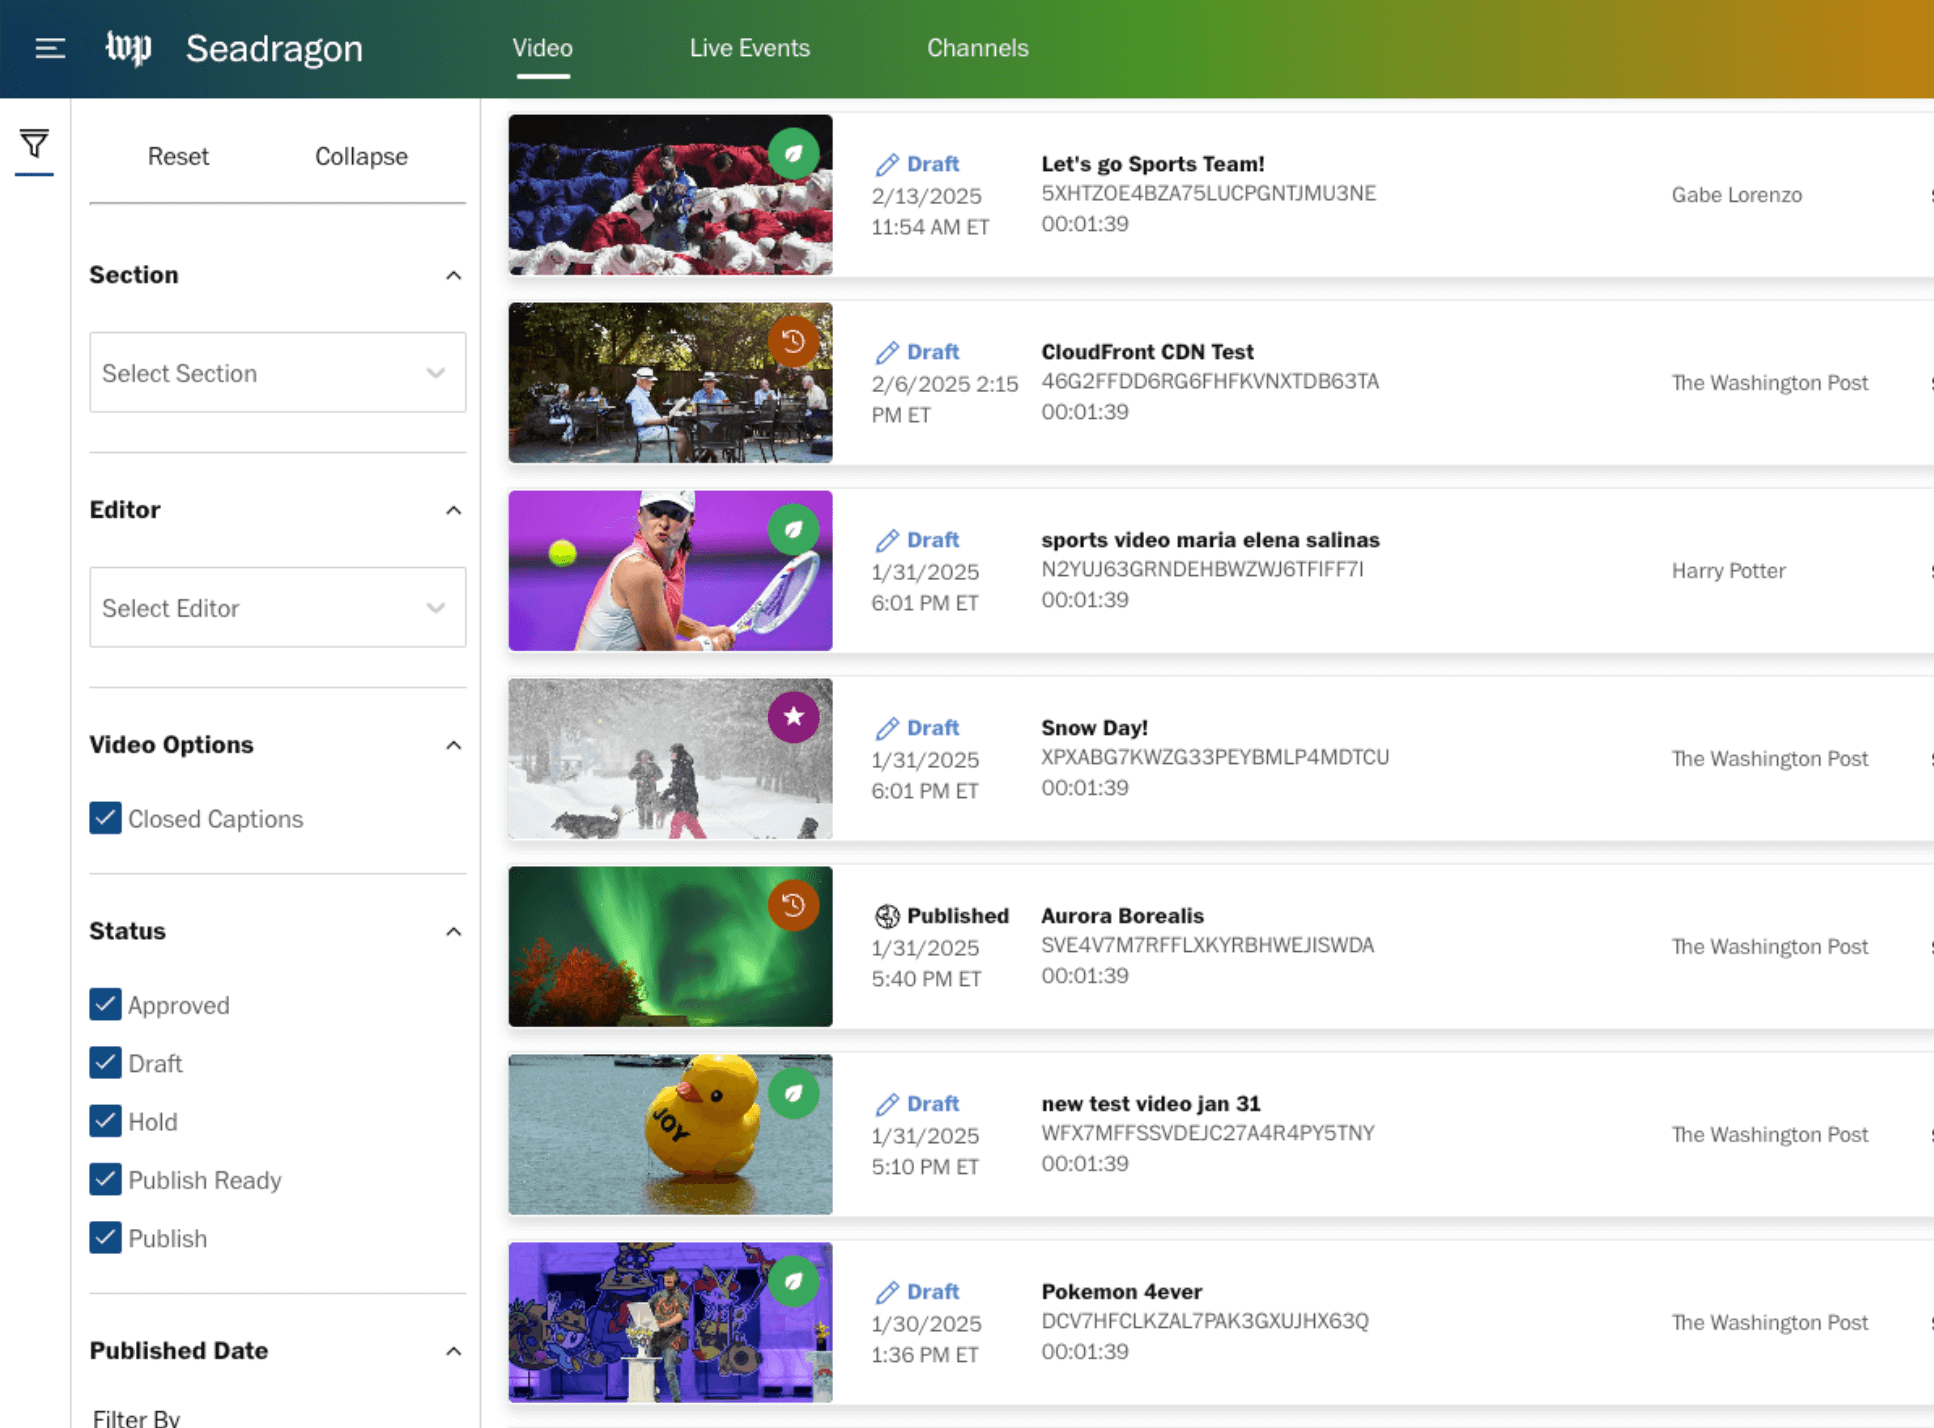 wp Seadragon Video Live Events Channels
Reset Collapse
Section
Select Section
Editor
Select Editor
Video Options
Closed Captions
Status
Approved
Draft
Hold
Publish Ready
Publish
Published Date
Filter By
Draft
2/13/2025
11:54 AM ET
Let's go Sports Team!
5XHTZOE4BZA75LUCPGNTJMU3NE
00:01:39
Gabe Lorenzo
Draft
2/6/2025 2:15
PM ET
CloudFront CDN Test
46G2FFDD6RG6FHFKVNXTDB63TA
00:01:39
The Washington Post
Draft
1/31/2025
6:01 PM ET
sports video maria elena salinas
N2YUJ63GRNDEHBWZWJ6TFIFF7I
00:01:39
Harry Potter
Draft
1/31/2025
6:01 PM ET
Snow Day!
XPXABG7KWZG33PEYBMLP4MDTCU
00:01:39
The Washington Post
Published
1/31/2025
5:40 PM ET
Aurora Borealis
SVE4V7M7RFFLXKYRBHWEJISWDA
00:01:39
The Washington Post
JOY
Draft
1/31/2025
5:10 PM ET
new test video jan 31
WFX7MFFSSVDEJC27A4R4PY5TNY
00:01:39
The Washington Post
Draft
1/30/2025
1:36 PM ET
Pokemon 4ever
DCV7HFCLKZAL7PAK3GXUJHX63Q
00:01:39
The Washington Post